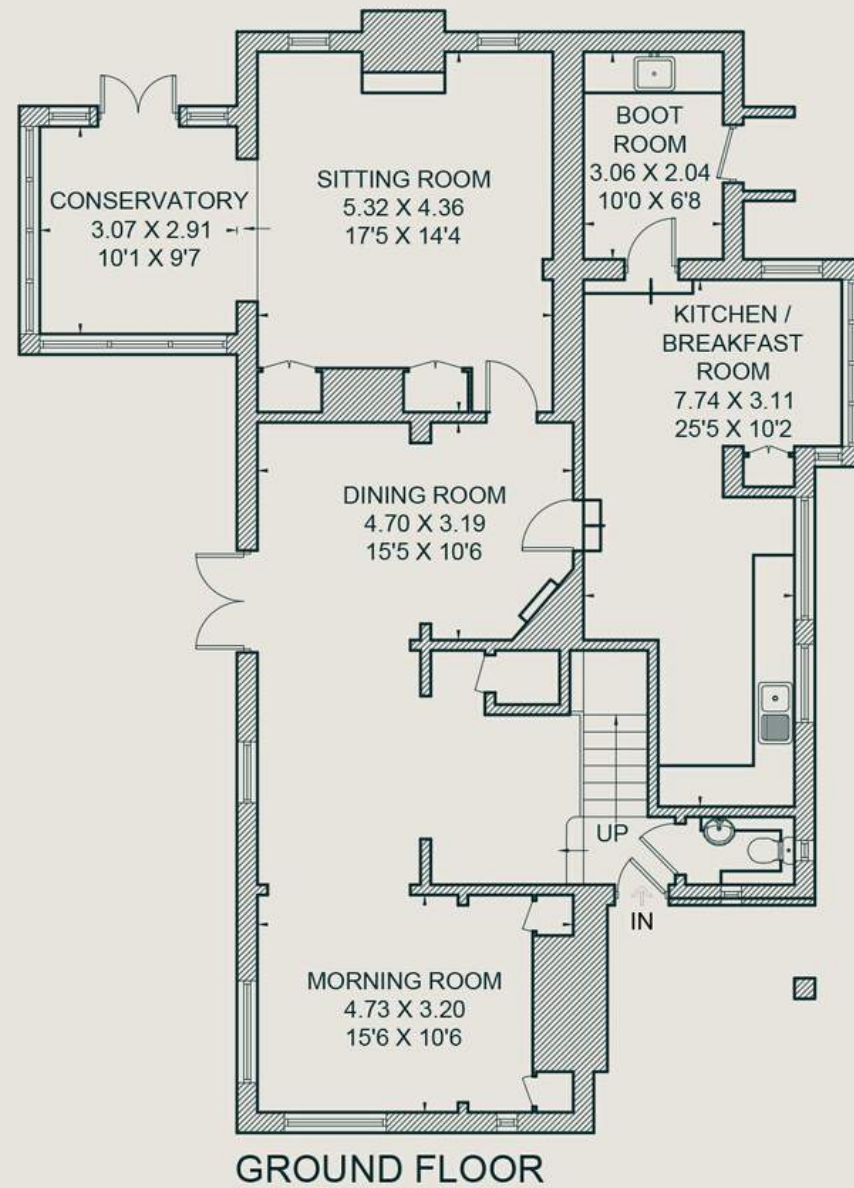 CONSERVATORY
3.07 X 2.91
10'1 X 9'7
SITTING ROOM
5.32 X 4.36
17'5 X 14'4
BOOT
ROOM
3.06 X 2.04
10'0 X 6'8
KITCHEN /
BREAKFAST
ROOM
7.74 X 3.11
25'5 X 10'2
DINING ROOM
4.70 X 3.19
15'5 X 10'6
UP
IN
MORNING ROOM
4.73 X 3.20
15'6 X 10'6
GROUND FLOOR